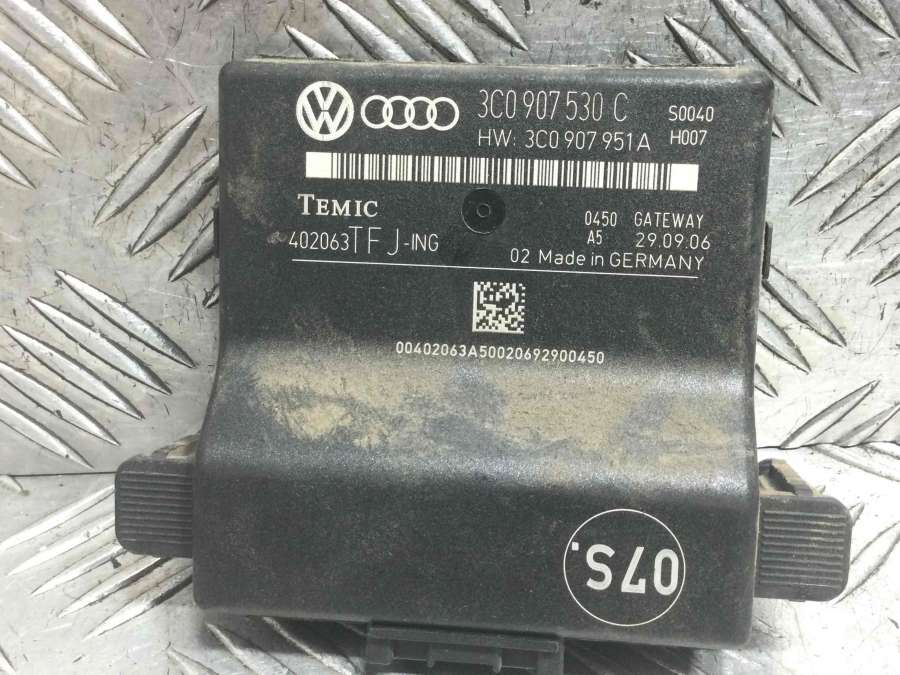 3C0 907 530 C S0040
HW: 3C0 907 951A H007
TEMIC
0450 GATEWAY
402063TFJ-ING A5 29.09.06
02 Made in GERMANY
00402063A50020692900450
07S.